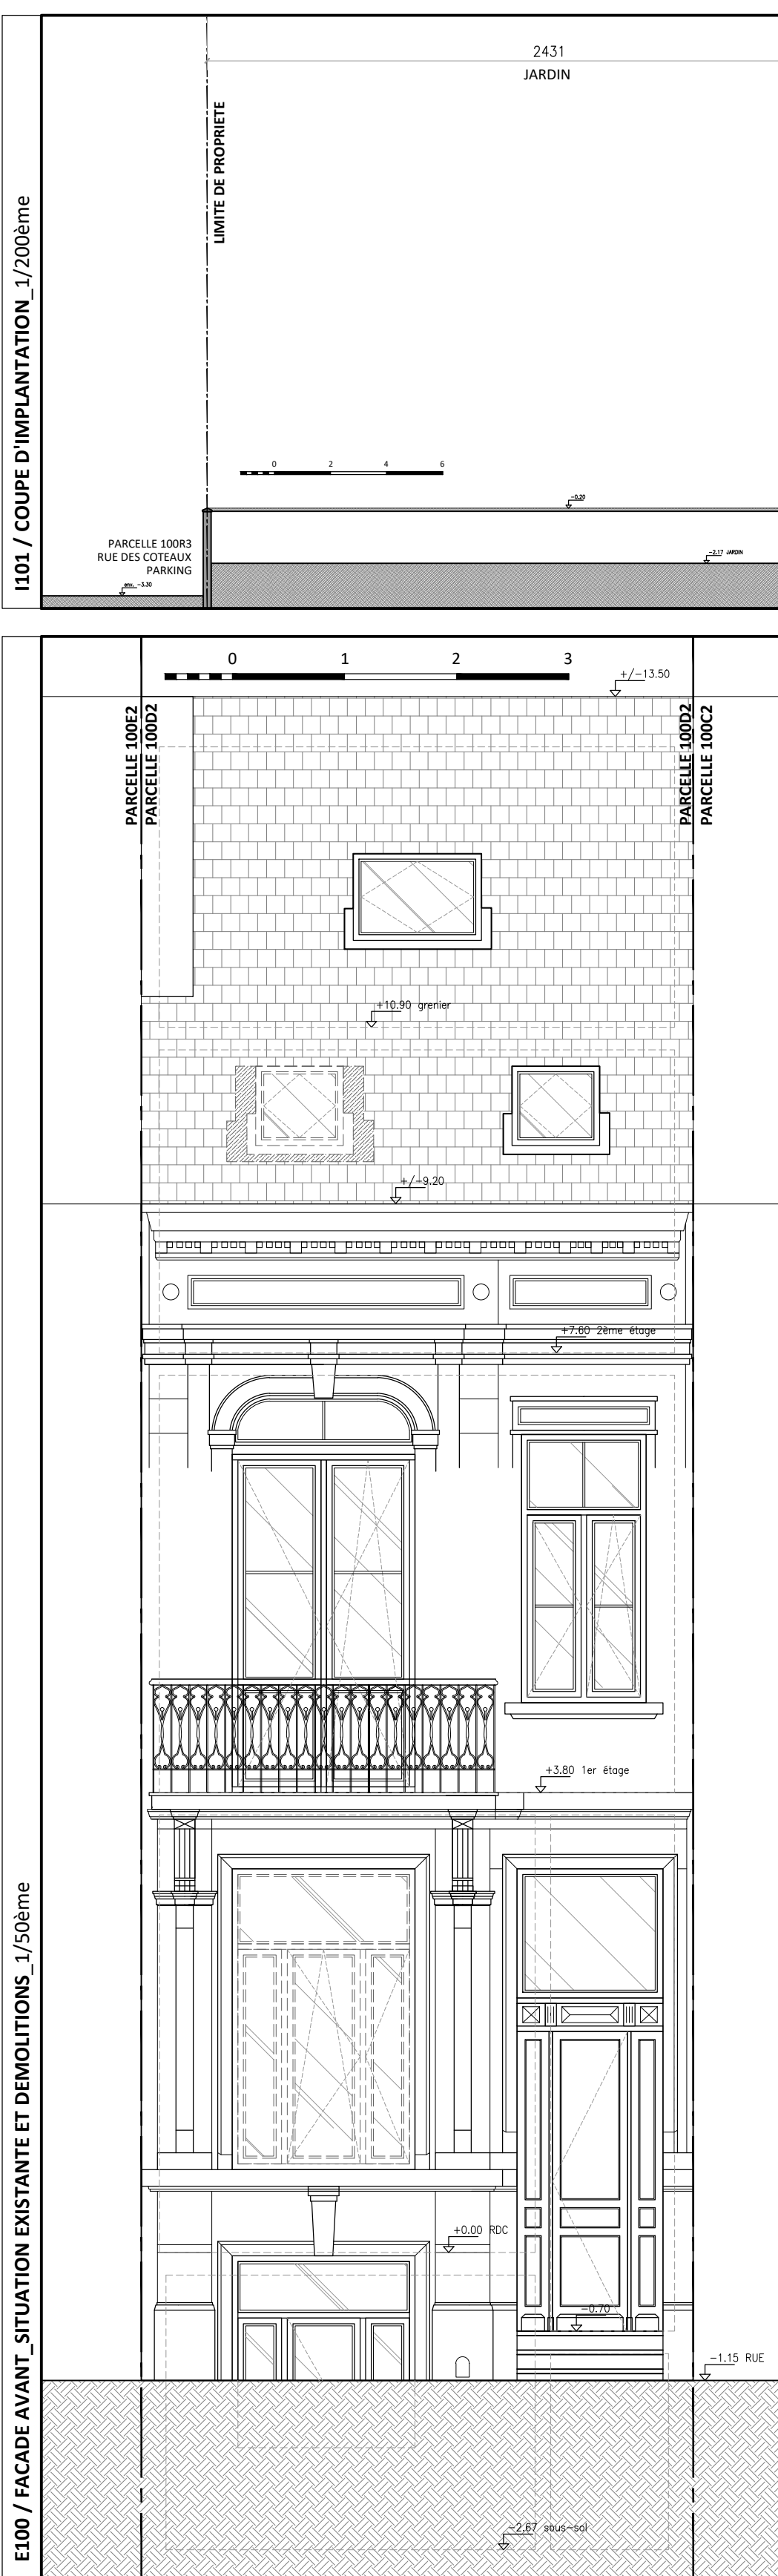 I101 / COUPE D'IMPLANTATION_1/200ème
2431
JARDIN
LIMITE DE PROPRIETE
0 2 4 6
-0.20
PARCELLE 100R3
RUE DES COTEAUX
PARKING
env. -3.30
-2.17 JARDIN
E100 / FACADE AVANT_SITUATION EXISTANTE ET DEMOLITIONS_1/50ème
0 1 2 3
+/-13.50
PARCELLE 100E2
PARCELLE 100D2
PARCELLE 100D2
PARCELLE 100C2
+10.90 grenier
+/-9.20
+7.60 2ème étage
+3.80 1er étage
+0.00 RDC
-0.70
-1.15 RUE
-2.67 sous-sol